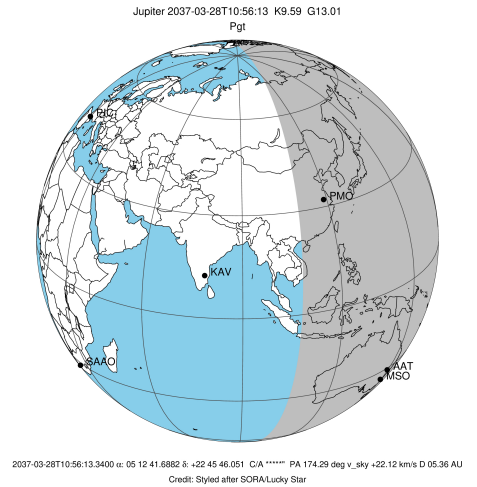 Jupiter 2037-03-28T10:56:13 K9.59 G13.01
Pgt
PIC
PMO
KAV
SAAO
AAT
MSO
2037-03-28T10:56:13.3400 α: 05 12 41.6882 δ: +22 45 46.051 C/A *****" PA 174.29 deg v_sky +22.12 km/s D 05.36 AU
Credit: Styled after SORA/Lucky Star